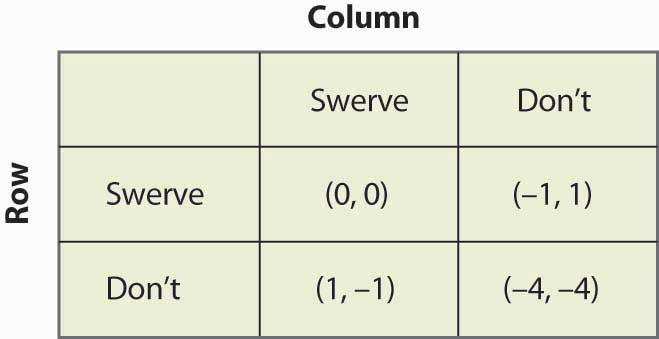 Column
Swerve Don’t
Row
Swerve (0, 0) (–1, 1)
Don’t (1, –1) (–4, –4)